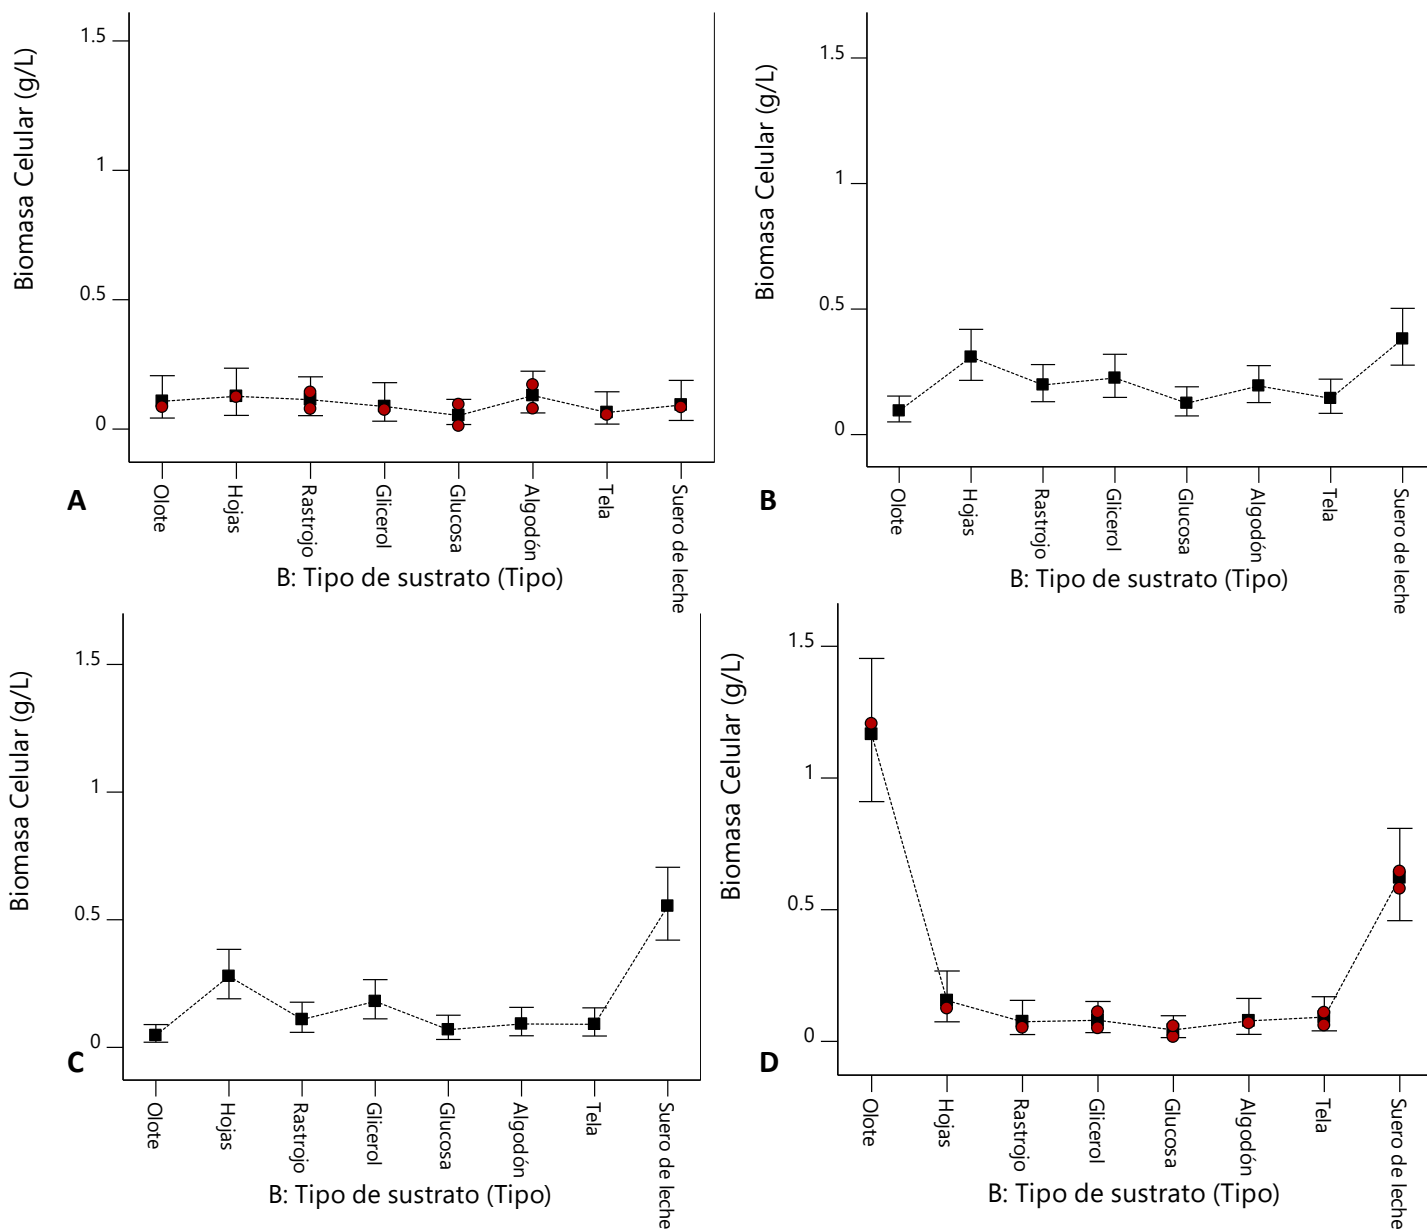 Biomasa Celular (g/L)
1.5
1
0.5
0
Olote
Hojas
Rastrojo
Glicerol
Glucosa
Algodón
Tela
Suero de leche
A
B: Tipo de sustrato (Tipo)
Biomasa Celular (g/L)
1.5
1
0.5
0
Olote
Hojas
Rastrojo
Glicerol
Glucosa
Algodón
Tela
Suero de leche
B
B: Tipo de sustrato (Tipo)
Biomasa Celular (g/L)
1.5
1
0.5
0
Olote
Hojas
Rastrojo
Glicerol
Glucosa
Algodón
Tela
Suero de leche
C
B: Tipo de sustrato (Tipo)
Biomasa Celular (g/L)
1.5
1
0.5
0
Olote
Hojas
Rastrojo
Glicerol
Glucosa
Algodón
Tela
Suero de leche
D
B: Tipo de sustrato (Tipo)